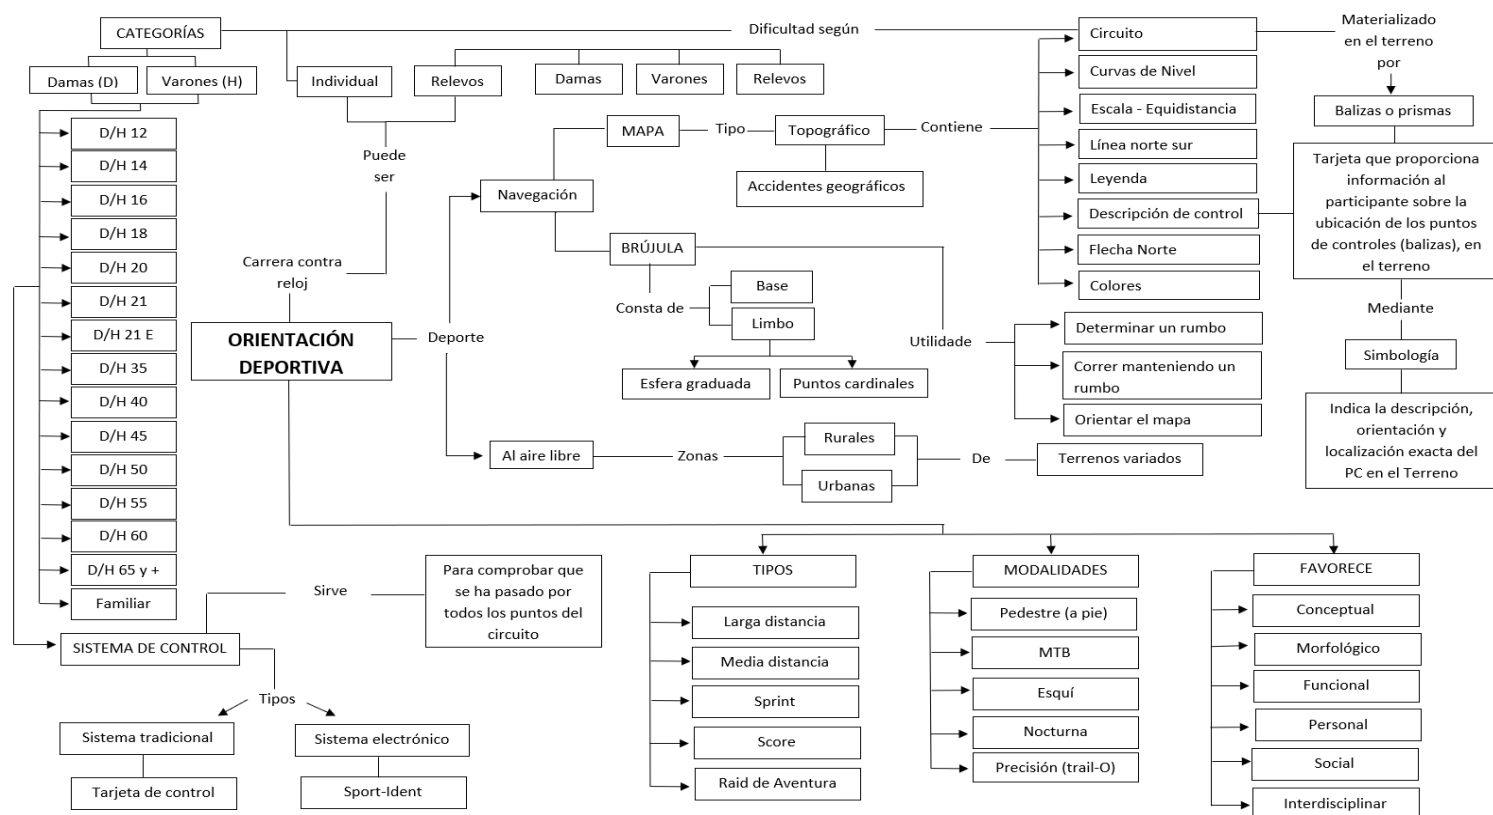 CATEGORÍAS
Dificultad según
Circuito
Materializado
en el terreno
por
Damas (D)
Varones (H)
Individual
Relevos
Damas
Varones
Relevos
Curvas de Nivel
Escala - Equidistancia
Balizas o prismas
D/H 12
D/H 14
D/H 16
D/H 18
D/H 20
D/H 21
D/H 21 E
D/H 35
D/H 40
D/H 45
D/H 50
D/H 55
D/H 60
D/H 65 y +
Familiar
Puede
ser
MAPA
Tipo
Topográfico
Contiene
Accidentes geográficos
Línea norte sur
Leyenda
Descripción de control
Flecha Norte
Colores
Tarjeta que proporciona
información al
participante sobre la
ubicación de los puntos
de controles (balizas), en
el terreno
Mediante
Simbología
Indica la descripción,
orientación y
localización exacta del
PC en el Terreno
Navegación
BRÚJULA
Carrera contra
reloj
Consta de
Base
Limbo
Esfera graduada
Puntos cardinales
Utilidade
Determinar un rumbo
Correr manteniendo un
rumbo
Orientar el mapa
ORIENTACIÓN
DEPORTIVA
Deporte
Al aire libre
Zonas
Rurales
Urbanas
De
Terrenos variados
SISTEMA DE CONTROL
Sirve
Para comprobar que
se ha pasado por
todos los puntos del
circuito
Tipos
Sistema tradicional
Sistema electrónico
Tarjeta de control
Sport-Ident
TIPOS
Larga distancia
Media distancia
Sprint
Score
Raid de Aventura
MODALIDADES
Pedestre (a pie)
MTB
Esquí
Nocturna
Precisión (trail-O)
FAVORECE
Conceptual
Morfológico
Funcional
Personal
Social
Interdisciplinar